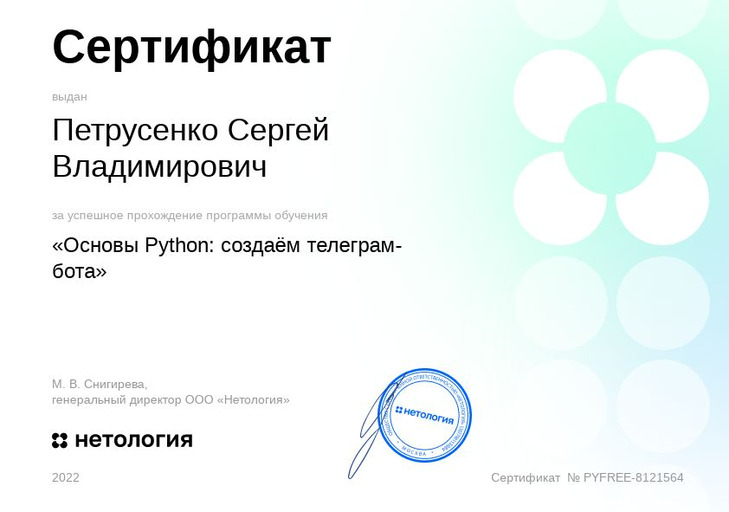 Сертификат
выдан
Петрусенко Сергей
Владимирович
за успешное прохождение программы обучения
«Основы Python: создаём телеграм-
бота»
М. В. Снигирева,
генеральный директор ООО «Нетология»
нетология
нетология
МОСКВА
2022
Сертификат № PYFREE-8121564